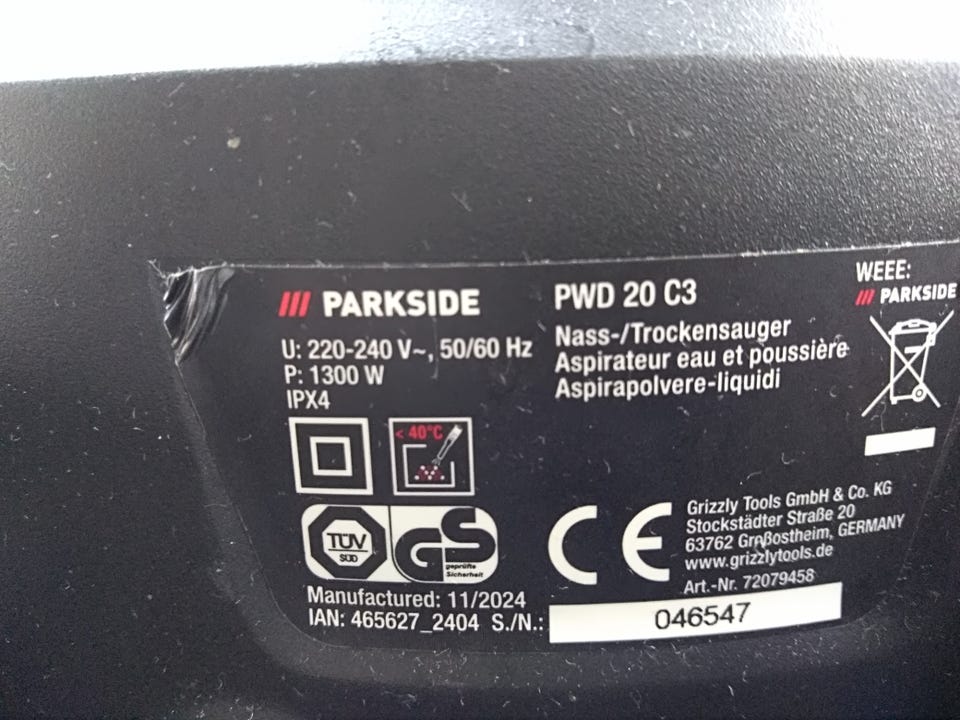 PARKSIDE
U: 220-240 V~, 50/60 Hz
P: 1300 W
IPX4
< 40°C
TÜV
SÜD
GS
geprüfte
Sicherheit
Manufactured: 11/2024
IAN: 465627_2404 S./N.: 046547
PWD 20 C3
Nass-/Trockensauger
Aspirateur eau et poussière
Aspirapolvere-liquidi
WEEE:
PARKSIDE
CE
Grizzly Tools GmbH & Co. KG
Stockstädter Straße 20
63762 Großostheim, GERMANY
www.grizzlytools.de
Art.-Nr. 72079458